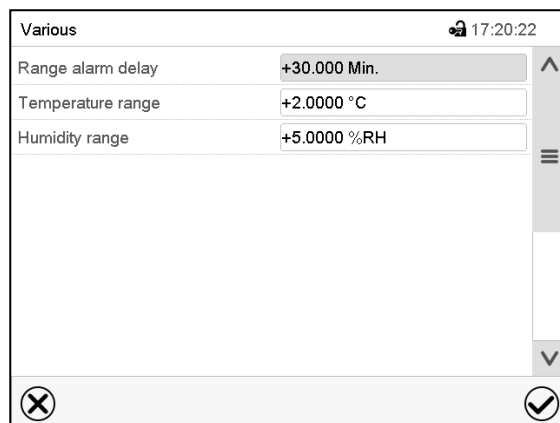 Various 17:20:22
Range alarm delay +30.000 Min.
Temperature range +2.0000 °C
Humidity range +5.0000 %RH